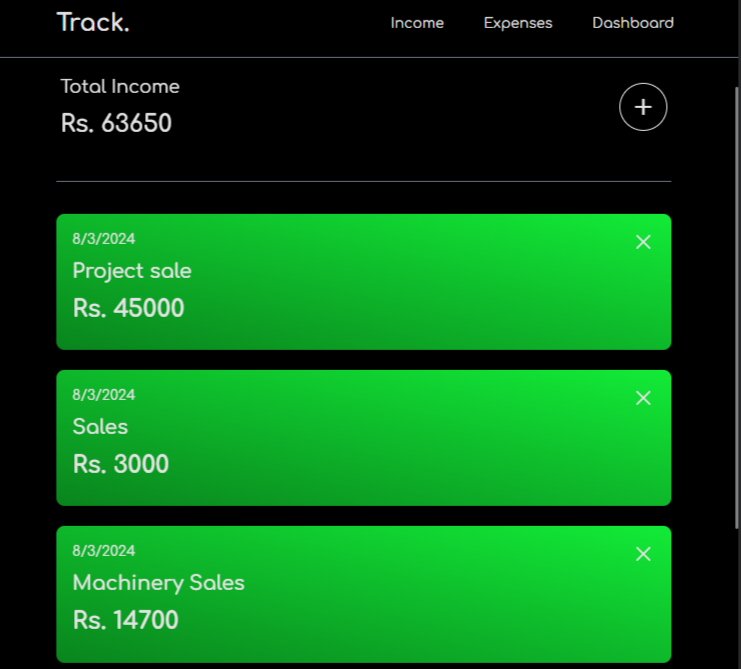 Track.
Income Expenses Dashboard
Total Income
Rs. 63650
+
8/3/2024
Project sale
Rs. 45000
8/3/2024
Sales
Rs. 3000
8/3/2024
Machinery Sales
Rs. 14700